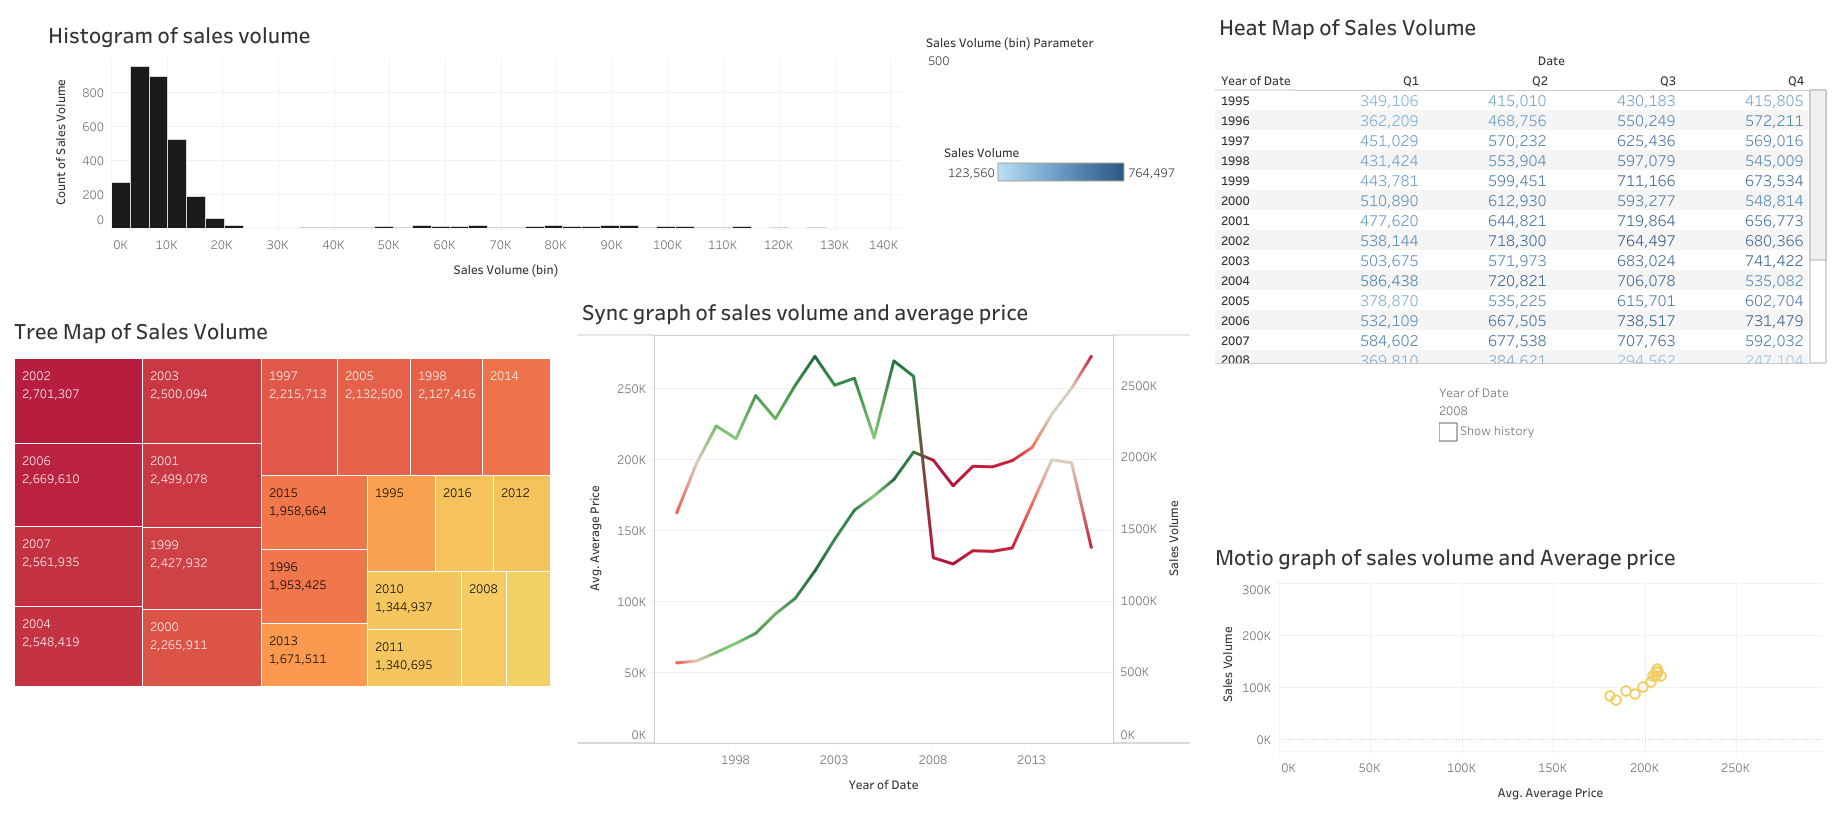 Histogram of sales volume
Count of Sales Volume
800
600
400
200
0
0K 10K 20K 30K 40K 50K 60K 70K 80K 90K 100K 110K 120K 130K 140K
Sales Volume (bin)
Sales Volume (bin) Parameter
500
Sales Volume
123,560 764,497
Heat Map of Sales Volume
Date
Year of Date Q1 Q2 Q3 Q4
1995 349,106 415,010 430,183 415,805
1996 362,209 468,756 550,249 572,211
1997 451,029 570,232 625,436 569,016
1998 431,424 553,904 597,079 545,009
1999 443,781 599,451 711,166 673,534
2000 510,890 612,930 593,277 548,814
2001 477,620 644,821 719,864 656,773
2002 538,144 718,300 764,497 680,366
2003 503,675 571,973 683,024 741,422
2004 586,438 720,821 706,078 535,082
2005 378,870 535,225 615,701 602,704
2006 532,109 667,505 738,517 731,479
2007 584,602 677,538 707,763 592,032
2008 369,810 384,621 294,562 247,104
Year of Date
2008
Show history
Tree Map of Sales Volume
2002
2,701,307
2006
2,669,610
2007
2,561,935
2004
2,548,419
2003
2,500,094
2001
2,499,078
1999
2,427,932
2000
2,265,911
1997
2,215,713
2005
2,132,500
1998
2,127,416
2014
2015
1,958,664
1996
1,953,425
2013
1,671,511
1995
2016
2012
2010
1,344,937
2011
1,340,695
2008
Sync graph of sales volume and average price
Avg. Average Price
250K
200K
150K
100K
50K
0K
2500K
2000K
1500K
1000K
500K
0K
Sales Volume
1998 2003 2008 2013
Year of Date
Motio graph of sales volume and Average price
Sales Volume
300K
200K
100K
0K
0K 50K 100K 150K 200K 250K
Avg. Average Price